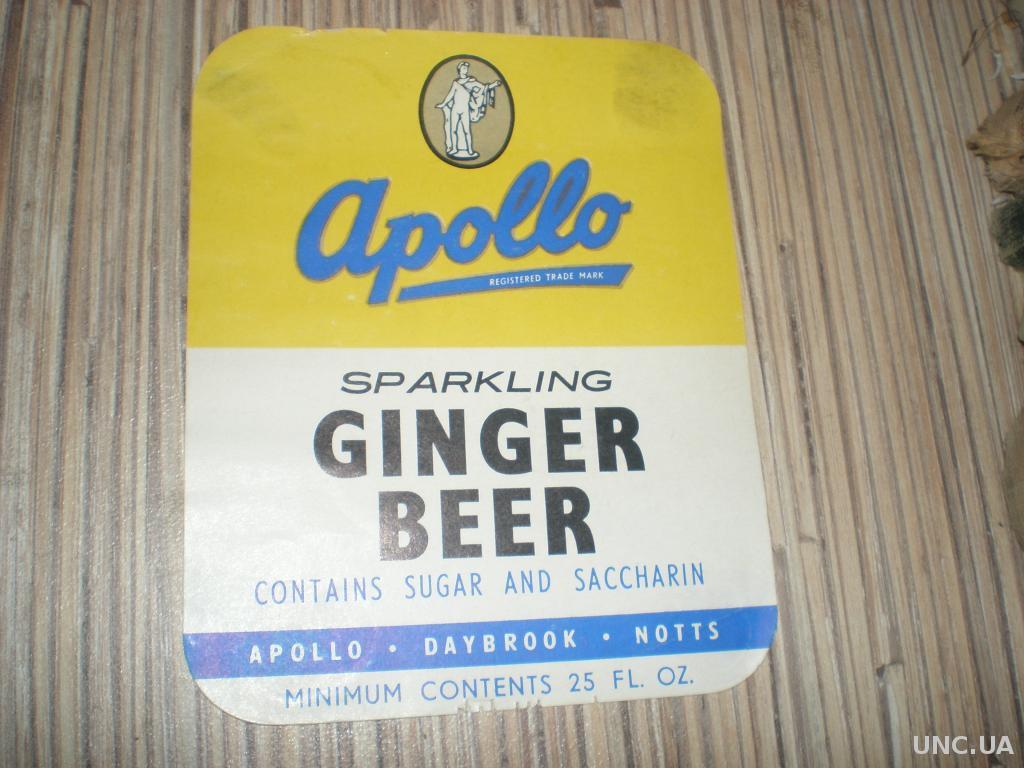 Apollo
REGISTERED TRADE MARK
SPARKLING
GINGER
BEER
CONTAINS SUGAR AND SACCHARIN
APOLLO • DAYBROOK • NOTTS
MINIMUM CONTENTS 25 FL. OZ.
UNC.UA